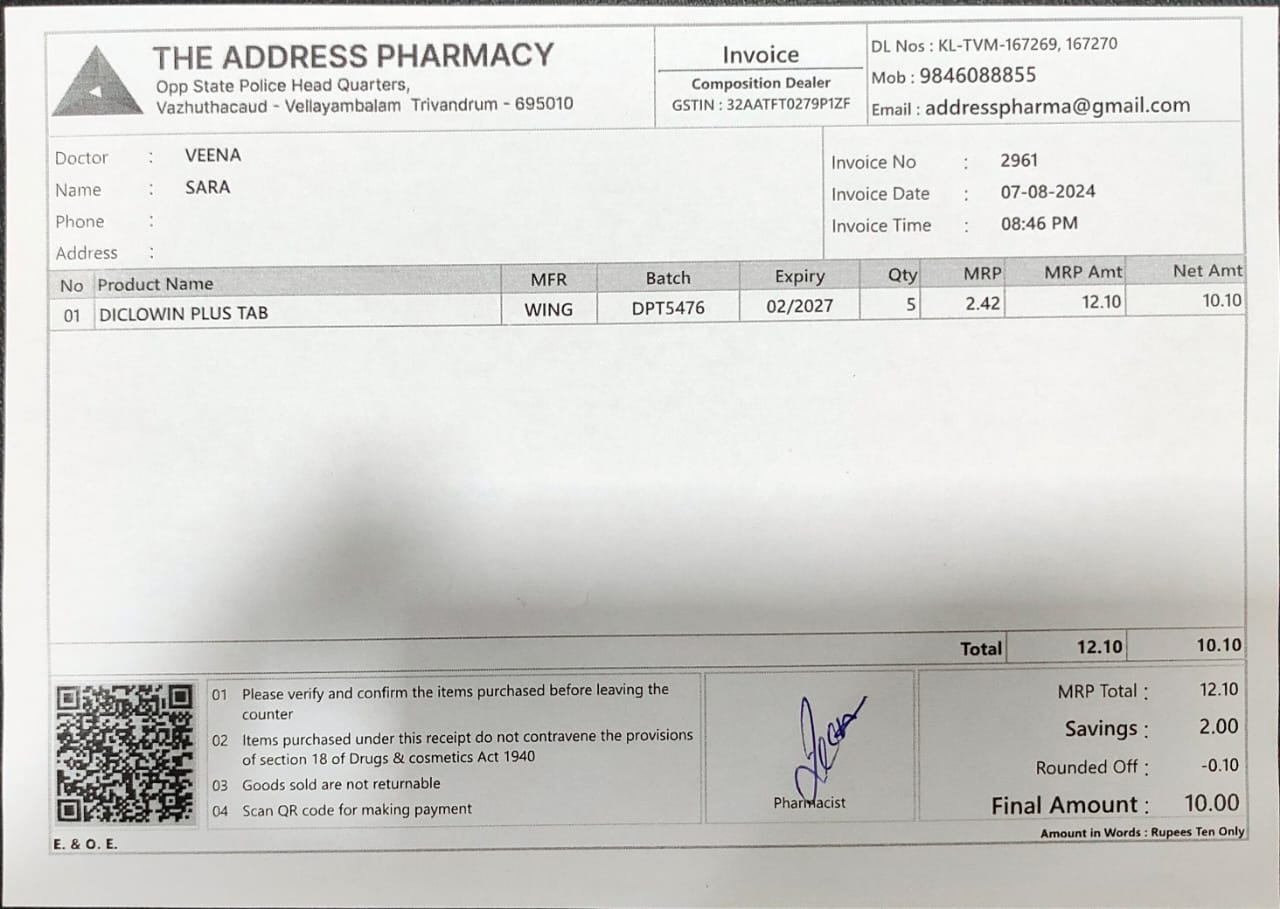 THE ADDRESS PHARMACY
Opp State Police Head Quarters,
Vazhuthacaud - Vellayambalam Trivandrum - 695010
Invoice
Composition Dealer
GSTIN : 32AATFT0279P1ZF
DL Nos : KL-TVM-167269, 167270
Mob : 9846088855
Email : addresspharma@gmail.com
Doctor : VEENA
Name : SARA
Phone :
Address :
Invoice No : 2961
Invoice Date : 07-08-2024
Invoice Time : 08:46 PM
No Product Name MFR Batch Expiry Qty MRP MRP Amt Net Amt
01 DICLOWIN PLUS TAB WING DPT5476 02/2027 5 2.42 12.10 10.10
Total 12.10 10.10
01 Please verify and confirm the items purchased before leaving the
counter
02 Items purchased under this receipt do not contravene the provisions
of section 18 of Drugs & cosmetics Act 1940
03 Goods sold are not returnable
04 Scan QR code for making payment
E. & O. E.
Pharmacist
MRP Total : 12.10
Savings : 2.00
Rounded Off : -0.10
Final Amount : 10.00
Amount in Words : Rupees Ten Only